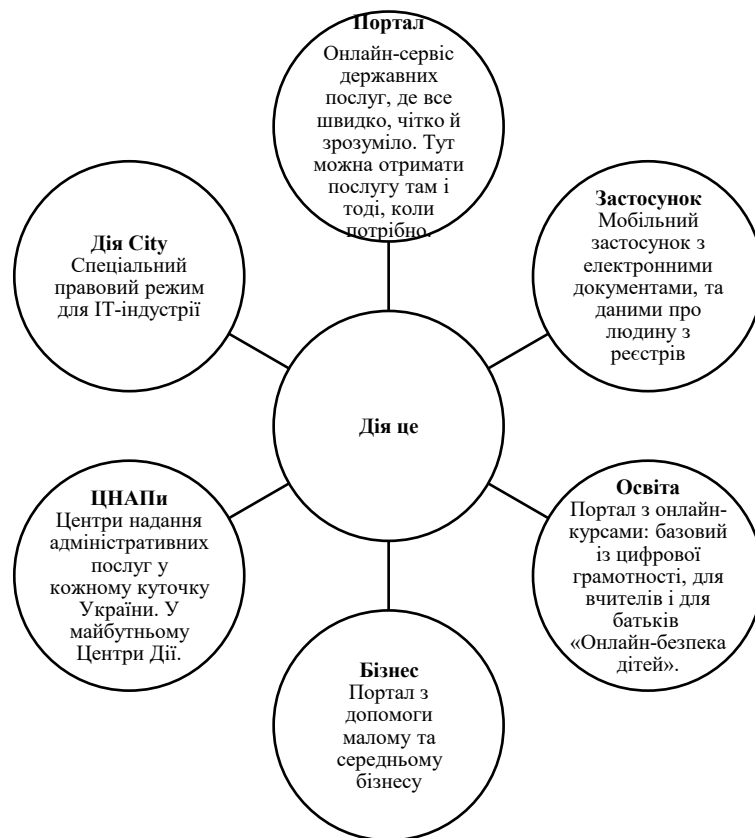 Портал
Онлайн-сервіс
державних
послуг, де все
швидко, чітко й
зрозуміло. Тут
можна отримати
послугу там і
тоді, коли
потрібно.
Застосунок
Мобільний
застосунок з
електронними
документами, та
даними про
людину з
реєстрів
Освіта
Портал з онлайн-
курсами: базовий
із цифрової
грамотності, для
вчителів і для
батьків
«Онлайн-безпека
дітей».
Бізнес
Портал з
допомоги
малому та
середньому
бізнесу
ЦНАПи
Центри надання
адміністративних
послуг у
кожному куточку
України. У
майбутньому
Центри Дії.
Дія City
Спеціальний
правовий режим
для ІТ-індустрії
Дія це